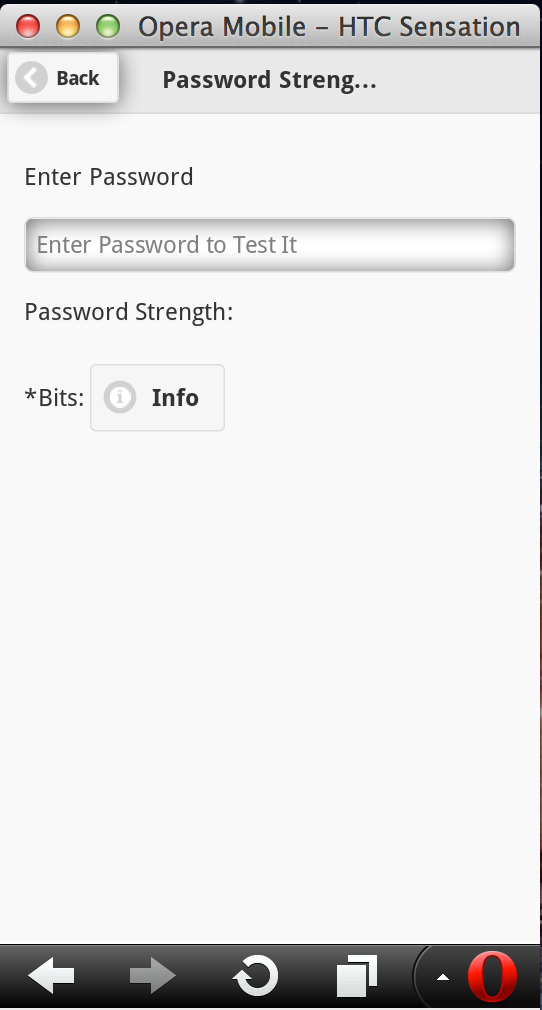 Opera Mobile – HTC Sensation
Back
Password Streng...
Enter Password
Enter Password to Test It
Password Strength:
*Bits:
Info